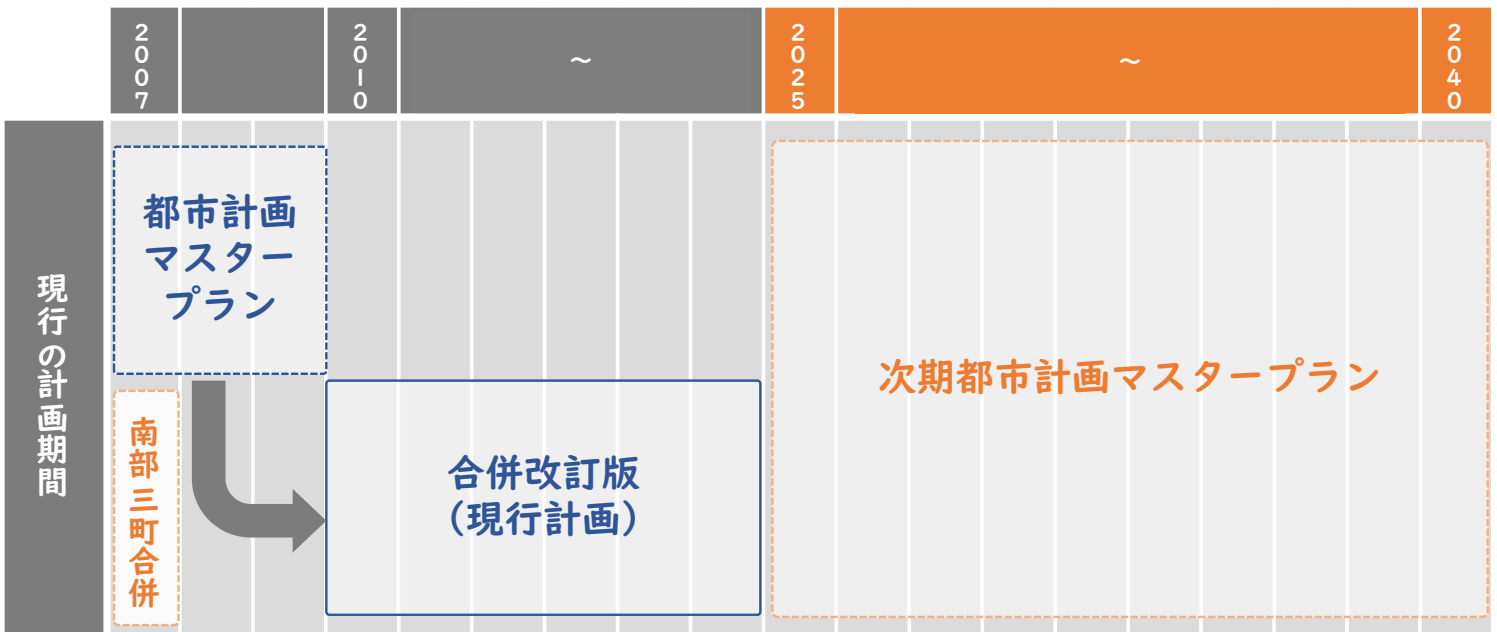 2007
2010
～
2025
～
2040
現行の計画期間
都市計画
マスター
プラン
南部三町合併
合併改訂版
（現行計画）
次期都市計画マスタープラン